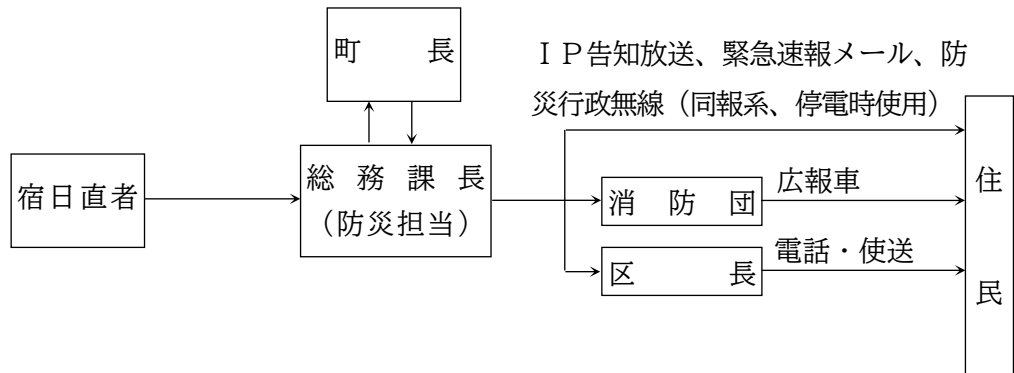 町長
ＩＰ告知放送、緊急速報メール、防
災行政無線（同報系、停電時使用）
宿日直者
総務課長
（防災担当）
消防団
広報車
区長
電話・使送
住民